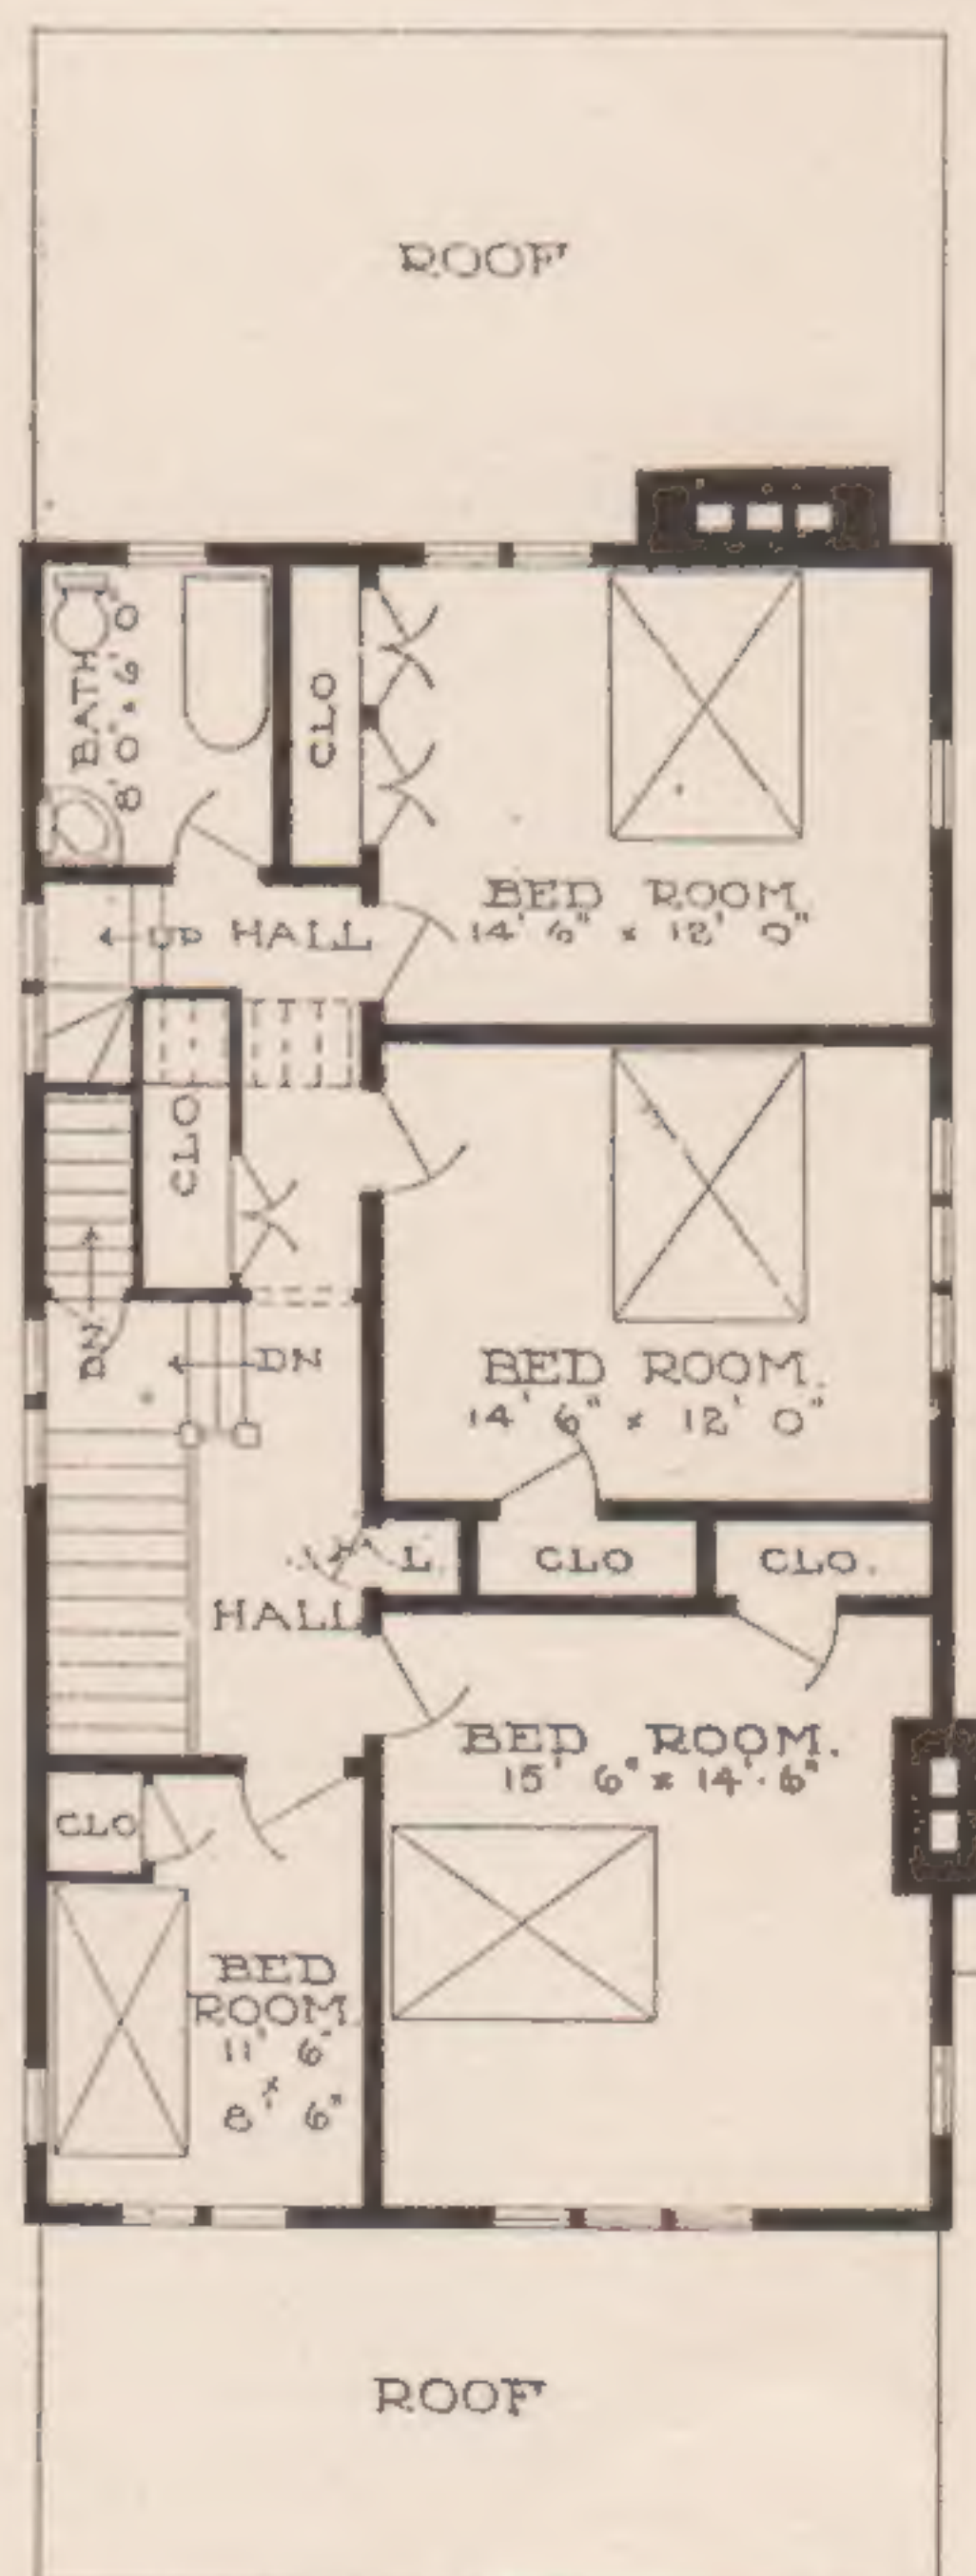 ROOF
BATH
8' 0" x 6' 0
CLO
BED ROOM.
14' 6" x 12' 0"
UP
HALL
CLO
DN
DN
BED ROOM.
14' 6" x 12' 0"
L.
CLO
CLO.
HALL
BED ROOM.
15' 6" x 14' 6"
CLO
BED
ROOM.
11' 6"
x
8' 6"
ROOF